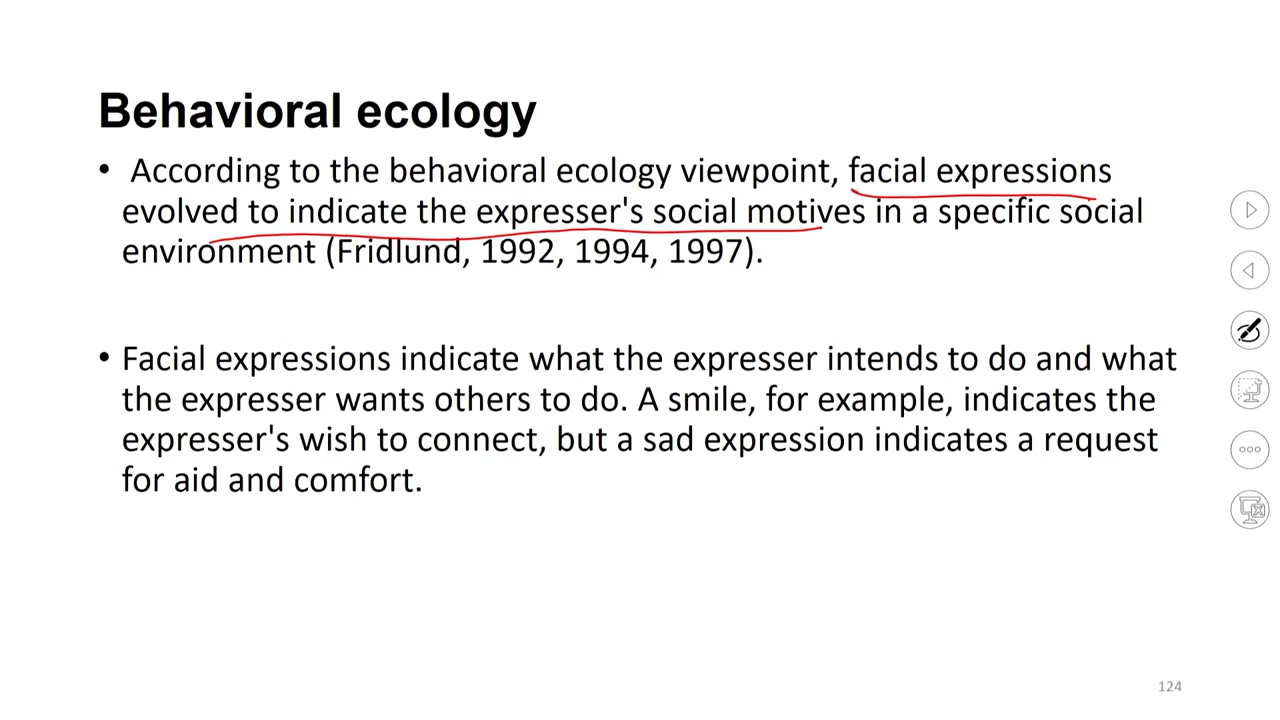 Behavioral ecology
• According to the behavioral ecology viewpoint, facial expressions
evolved to indicate the expresser's social motives in a specific social
environment (Fridlund, 1992, 1994, 1997).
• Facial expressions indicate what the expresser intends to do and what
the expresser wants others to do. A smile, for example, indicates the
expresser's wish to connect, but a sad expression indicates a request
for aid and comfort.
124